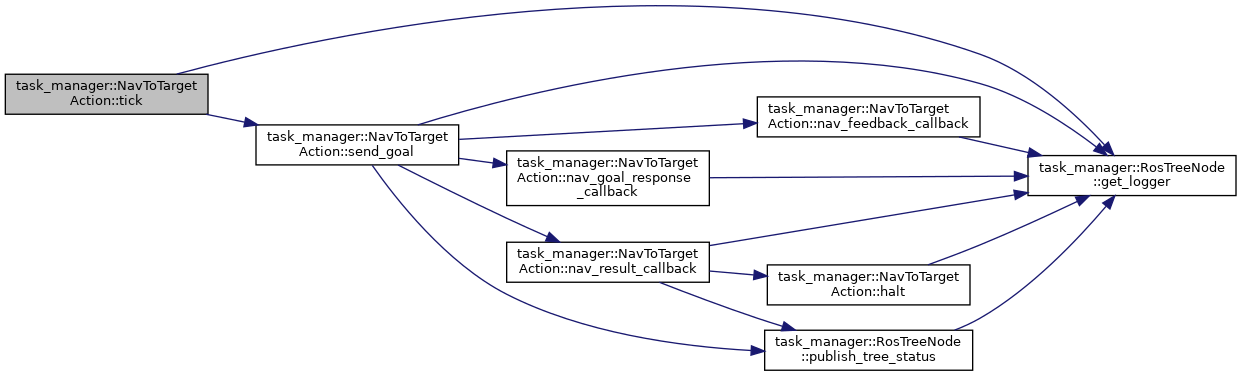 task_manager::NavToTarget
Action::tick
task_manager::NavToTarget
Action::send_goal
task_manager::NavToTarget
Action::nav_feedback_callback
task_manager::NavToTarget
Action::nav_goal_response
_callback
task_manager::RosTreeNode
::get_logger
task_manager::NavToTarget
Action::nav_result_callback
task_manager::NavToTarget
Action::halt
task_manager::RosTreeNode
::publish_tree_status